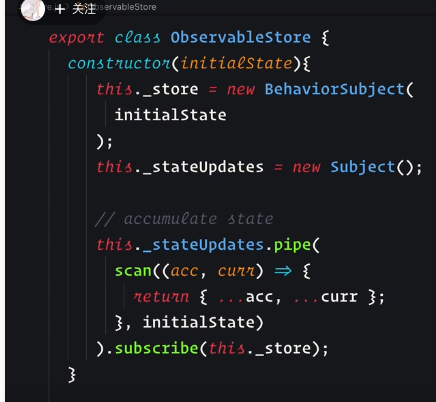 + 关注
ObservableStore
export class ObservableStore {
constructor(initialState){
this._store = new BehaviorSubject(
initialState
);
this._stateUpdates = new Subject();
// accumulate state
this._stateUpdates.pipe(
scan((acc, curr) => {
return { ...acc, ...curr };
}, initialState)
).subscribe(this._store);
}